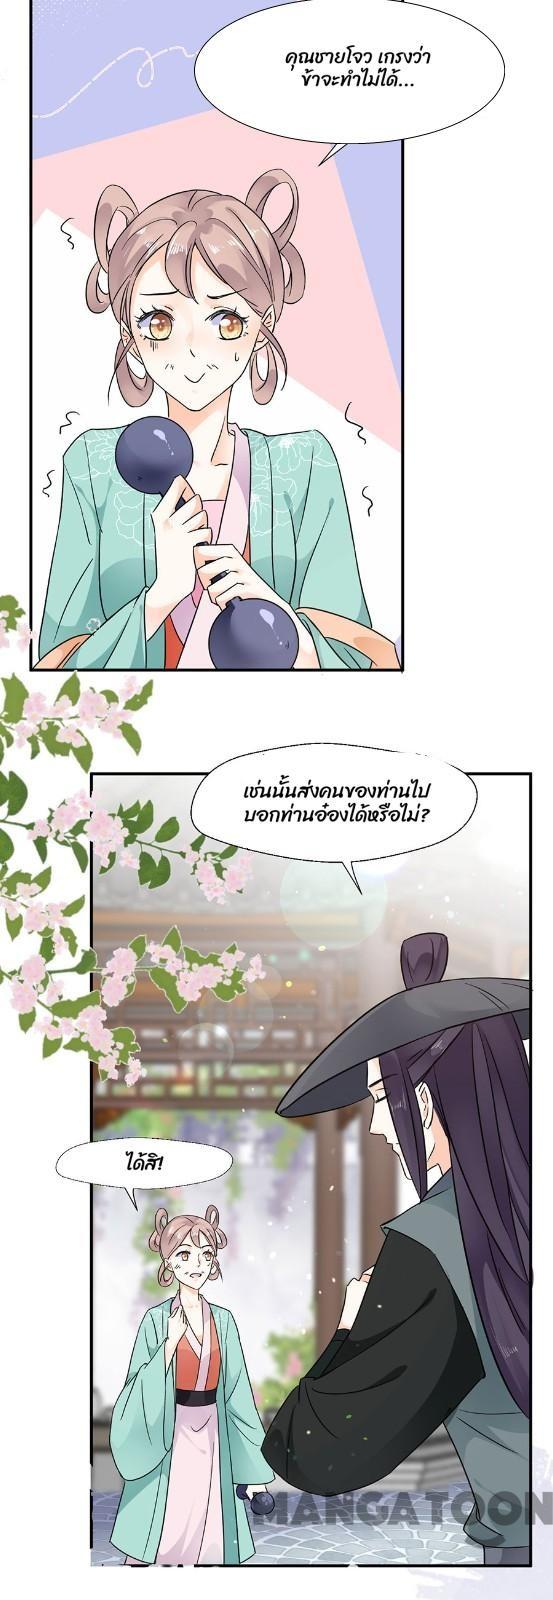 คุณชายโจว เกรงว่า
ข้าจะทำไม่ได้...
เช่นนั้นส่งคนของท่านไป
บอกท่านอ๋องได้หรือไม่?
ได้สิ!
MANGATOON